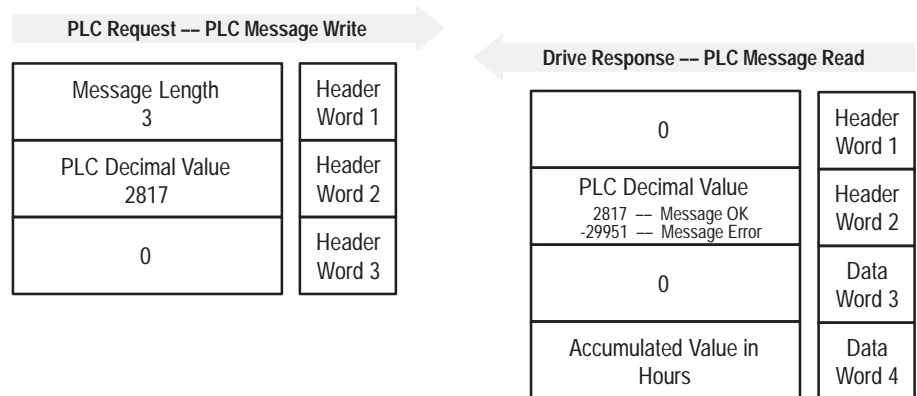 PLC Request –– PLC Message Write
Message Length
3
Header
Word 1
PLC Decimal Value
2817
Header
Word 2
0
Header
Word 3
Drive Response –– PLC Message Read
0
Header
Word 1
PLC Decimal Value
2817 –– Message OK
-29951 –– Message Error
Header
Word 2
0
Data
Word 3
Accumulated Value in
Hours
Data
Word 4